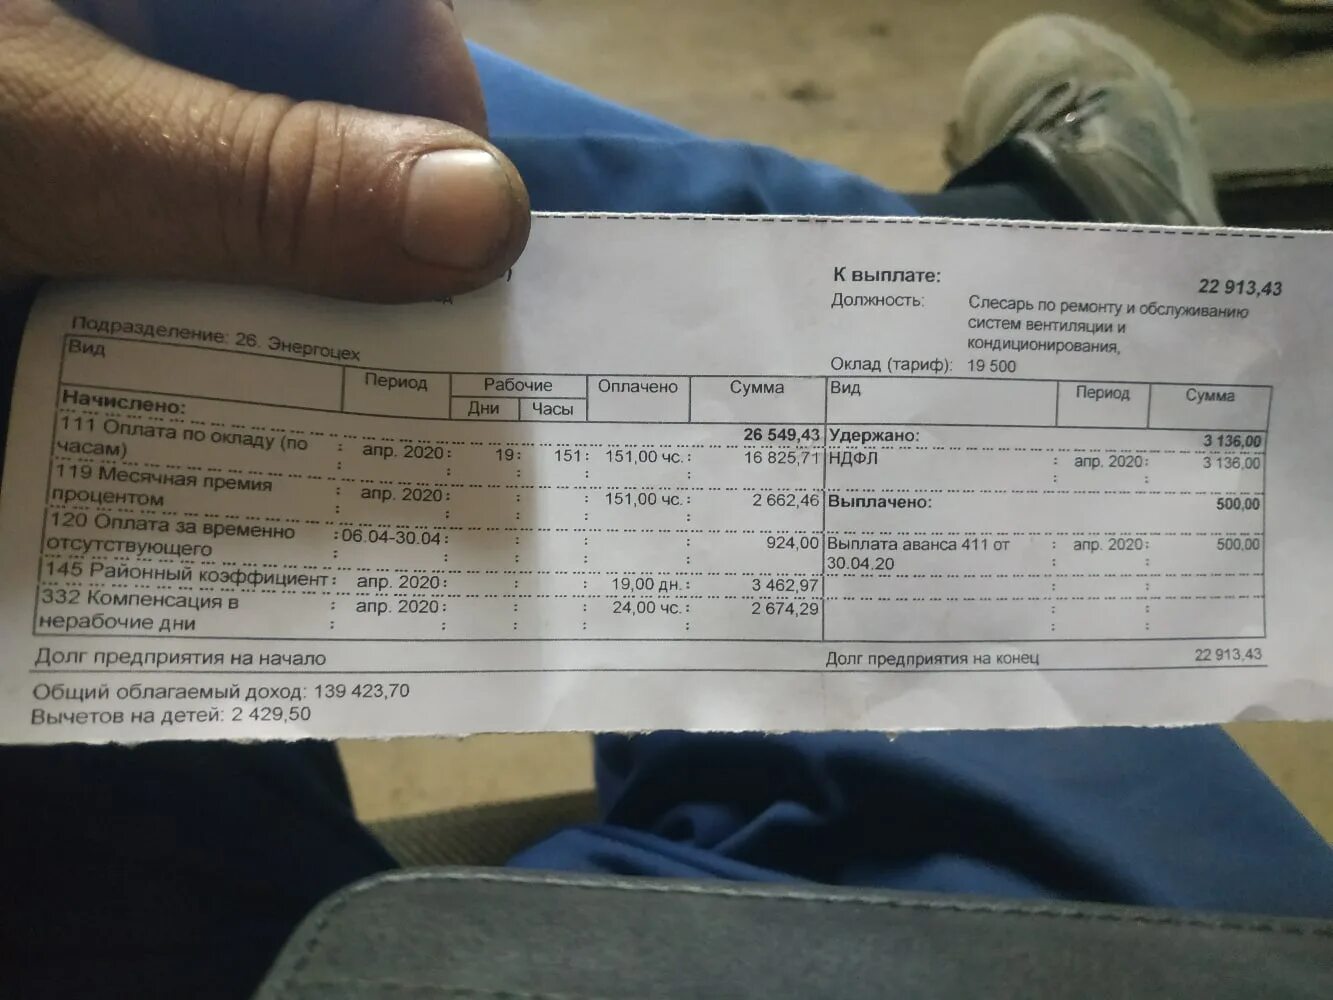 К выплате: 22 913,43
Должность: Слесарь по ремонту и обслуживанию
систем вентиляции и
кондиционирования,
Подразделение: 26. Энергоцех
Оклад (тариф): 19 500
Вид Период Рабочие Оплачено Сумма Вид Период Сумма
Дни Часы
Начислено: 26 549,43 Удержано: 3 136,00
111 Оплата по окладу (по апр. 2020: 19: 151: 151,00 чс.: 16 825,71 НДФЛ : апр. 2020: 3 136,00
часам)
119 Месячная премия : апр. 2020: 151,00 чс.: 2 662,46 Выплачено: 500,00
процентом
120 Оплата за временно :06.04-30.04: 924,00 Выплата аванса 411 от : апр. 2020: 500,00
отсутствующего 30.04.20
145 Районный коэффициент: апр. 2020: 19,00 дн.: 3 462,97
332 Компенсация в : апр. 2020: 24,00 чс.: 2 674,29
нерабочие дни
Долг предприятия на начало Долг предприятия на конец 22 913,43
Общий облагаемый доход: 139 423,70
Вычетов на детей: 2 429,50